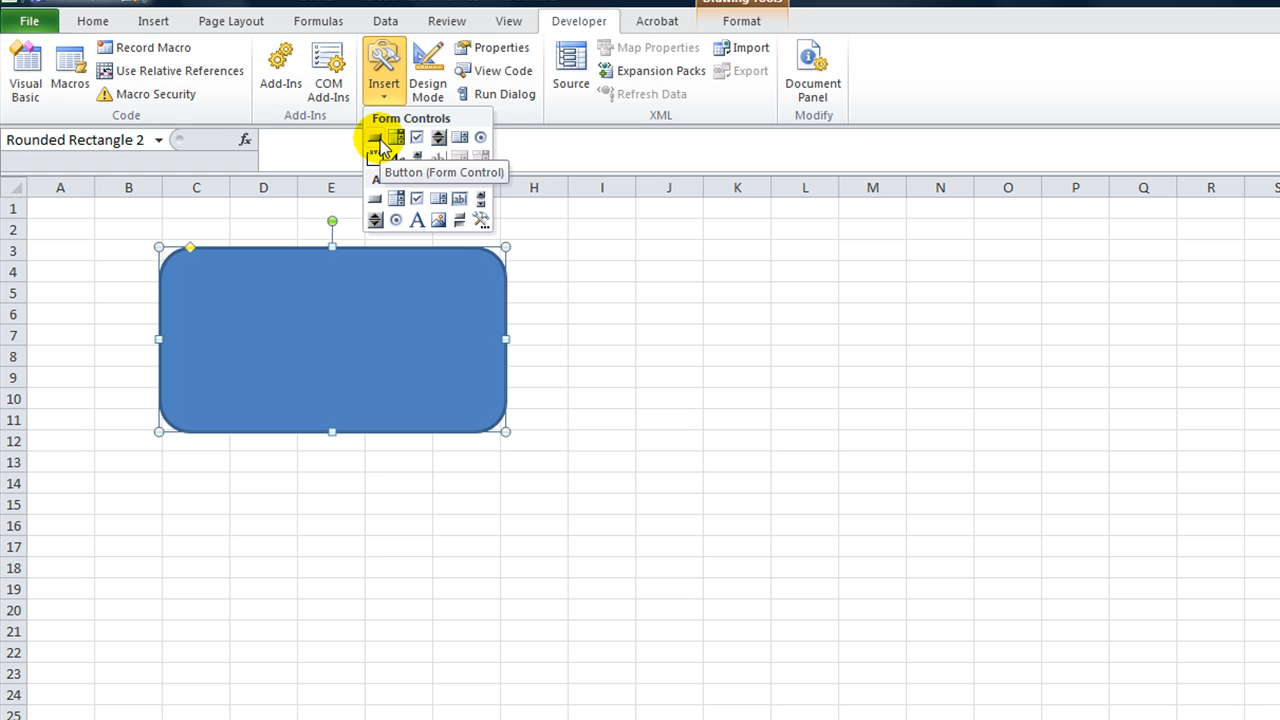 Drawing Tools
File Home Insert Page Layout Formulas Data Review View Developer Acrobat Format
Visual Basic
Macros
Record Macro
Use Relative References
Macro Security
Code
Add-Ins
COM Add-Ins
Add-Ins
Insert
Design Mode
Properties
View Code
Run Dialog
Source
Map Properties
Expansion Packs
Refresh Data
Import
Export
XML
Document Panel
Modify
Form Controls
Button (Form Control)
Rounded Rectangle 2
fx
A B C D E H I J K L M N O P Q R S
1
2
3
4
5
6
7
8
9
10
11
12
13
14
15
16
17
18
19
20
21
22
23
24
25